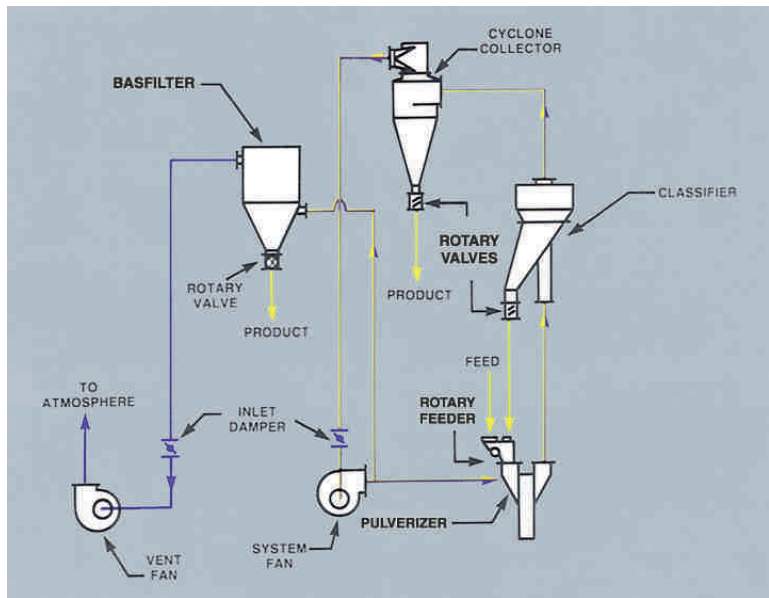 CYCLONE
COLLECTOR
BASFILTER
CLASSIFIER
ROTARY
VALVES
ROTARY
VALVE
PRODUCT
PRODUCT
FEED
TO
ATMOSPHERE
INLET
DAMPER
ROTARY
FEEDER
PULVERIZER
VENT
FAN
SYSTEM
FAN